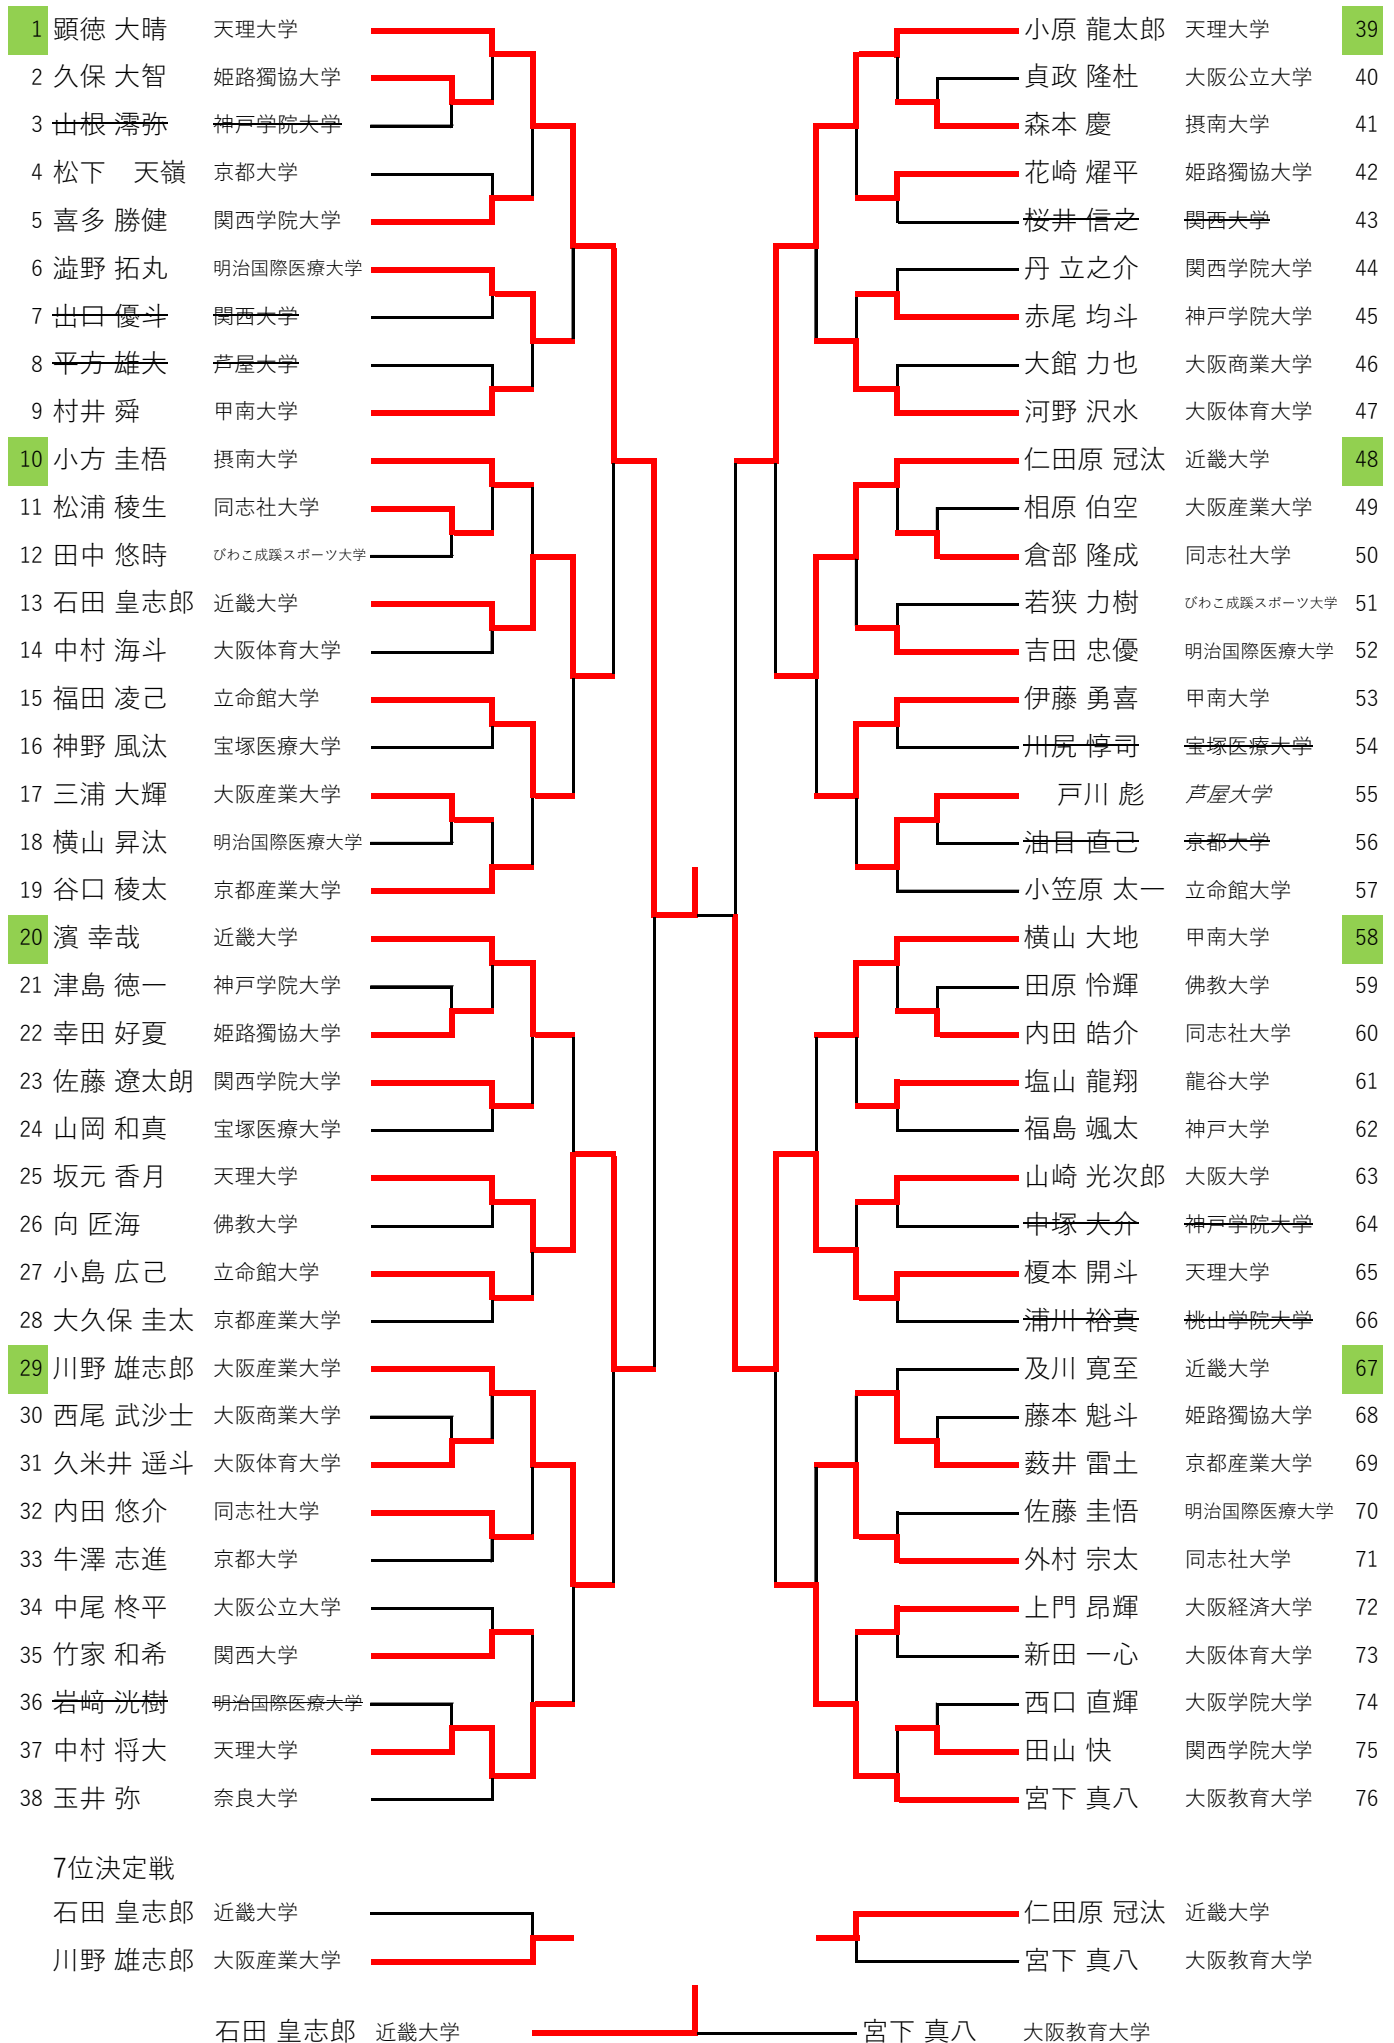 1 顕徳 大晴 天理大学
2 久保 大智 姫路獨協大学
3 山根 澪弥 神戸学院大学
4 松下　天嶺 京都大学
5 喜多 勝健 関西学院大学
6 澁野 拓丸 明治国際医療大学
7 山口 優斗 関西大学
8 平方 雄大 芦屋大学
9 村井 舜 甲南大学
10 小方 圭梧 摂南大学
11 松浦 稜生 同志社大学
12 田中 悠時 びわこ成蹊スポーツ大学
13 石田 皇志郎 近畿大学
14 中村 海斗 大阪体育大学
15 福田 凌己 立命館大学
16 神野 風汰 宝塚医療大学
17 三浦 大輝 大阪産業大学
18 横山 昇汰 明治国際医療大学
19 谷口 稜太 京都産業大学
20 濱 幸哉 近畿大学
21 津島 徳一 神戸学院大学
22 幸田 好夏 姫路獨協大学
23 佐藤 遼太朗 関西学院大学
24 山岡 和真 宝塚医療大学
25 坂元 香月 天理大学
26 向 匠海 佛教大学
27 小島 広己 立命館大学
28 大久保 圭太 京都産業大学
29 川野 雄志郎 大阪産業大学
30 西尾 武沙士 大阪商業大学
31 久米井 遥斗 大阪体育大学
32 内田 悠介 同志社大学
33 牛澤 志進 京都大学
34 中尾 柊平 大阪公立大学
35 竹家 和希 関西大学
36 岩﨑 洸樹 明治国際医療大学
37 中村 将大 天理大学
38 玉井 弥 奈良大学
小原 龍太郎 天理大学 39
貞政 隆杜 大阪公立大学 40
森本 慶 摂南大学 41
花崎 燿平 姫路獨協大学 42
桜井 信之 関西大学 43
丹 立之介 関西学院大学 44
赤尾 均斗 神戸学院大学 45
大館 力也 大阪商業大学 46
河野 沢水 大阪体育大学 47
仁田原 冠汰 近畿大学 48
相原 伯空 大阪産業大学 49
倉部 隆成 同志社大学 50
若狭 力樹 びわこ成蹊スポーツ大学 51
吉田 忠優 明治国際医療大学 52
伊藤 勇喜 甲南大学 53
川尻 惇司 宝塚医療大学 54
戸川 彪 芦屋大学 55
油目 直己 京都大学 56
小笠原 太一 立命館大学 57
横山 大地 甲南大学 58
田原 怜輝 佛教大学 59
内田 皓介 同志社大学 60
塩山 龍翔 龍谷大学 61
福島 颯太 神戸大学 62
山崎 光次郎 大阪大学 63
中塚 大介 神戸学院大学 64
榎本 開斗 天理大学 65
浦川 裕真 桃山学院大学 66
及川 寛至 近畿大学 67
藤本 魁斗 姫路獨協大学 68
薮井 雷土 京都産業大学 69
佐藤 圭悟 明治国際医療大学 70
外村 宗太 同志社大学 71
上門 昂輝 大阪経済大学 72
新田 一心 大阪体育大学 73
西口 直輝 大阪学院大学 74
田山 快 関西学院大学 75
宮下 真八 大阪教育大学 76
7位決定戦
石田 皇志郎 近畿大学
川野 雄志郎 大阪産業大学
仁田原 冠汰 近畿大学
宮下 真八 大阪教育大学
石田 皇志郎 近畿大学 宮下 真八 大阪教育大学